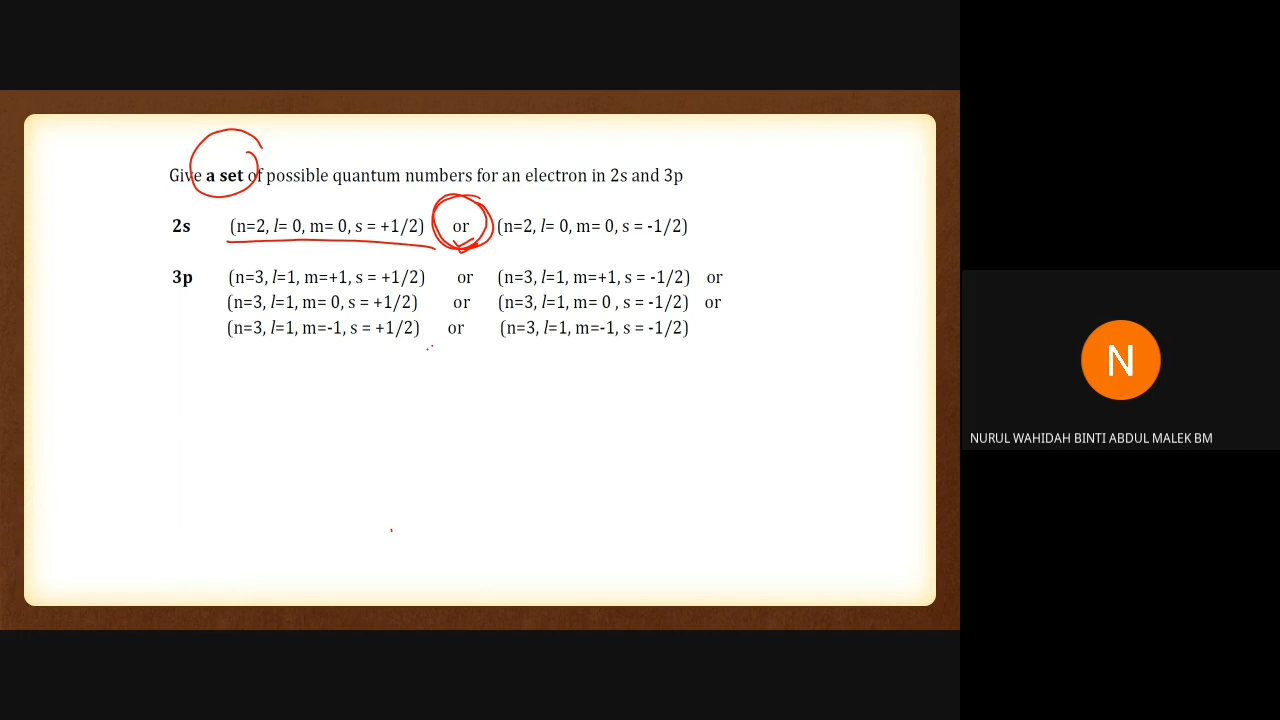 Give a set of possible quantum numbers for an electron in 2s and 3p
2s (n=2, l= 0, m= 0, s = +1/2) or (n=2, l= 0, m= 0, s = -1/2)
3p (n=3, l=1, m=+1, s = +1/2) or (n=3, l=1, m=+1, s = -1/2) or
(n=3, l=1, m= 0, s = +1/2) or (n=3, l=1, m= 0 , s = -1/2) or
(n=3, l=1, m=-1, s = +1/2) or (n=3, l=1, m=-1, s = -1/2)
N
NURUL WAHIDAH BINTI ABDUL MALEK BM